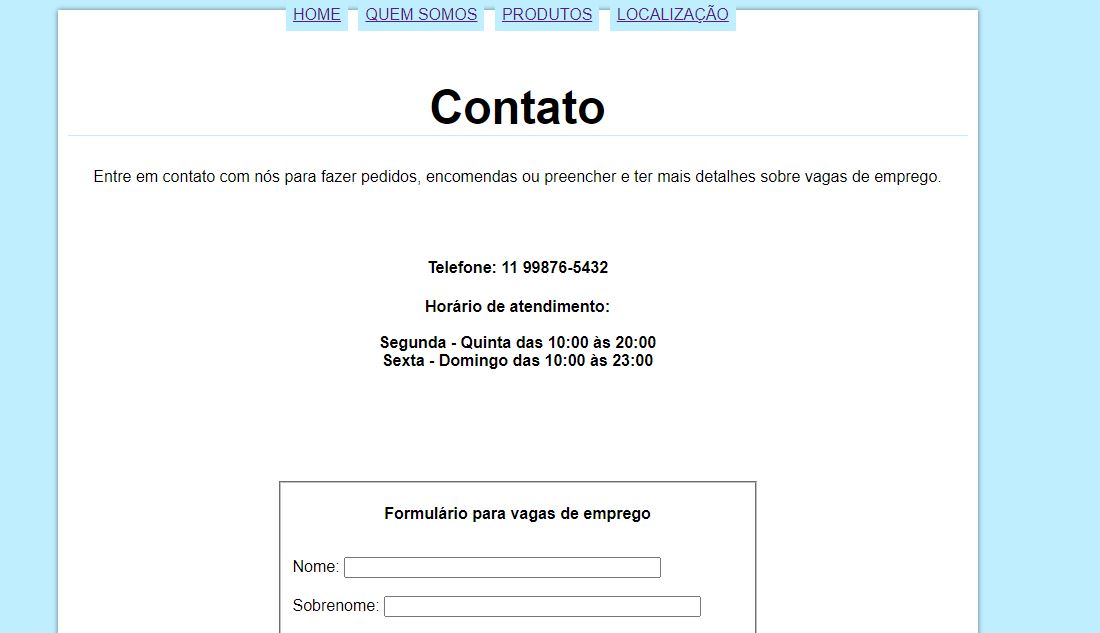 HOME QUEM SOMOS PRODUTOS LOCALIZAÇÃO
Contato
Entre em contato com nós para fazer pedidos, encomendas ou preencher e ter mais detalhes sobre vagas de emprego.
Telefone: 11 99876-5432
Horário de atendimento:
Segunda - Quinta das 10:00 às 20:00
Sexta - Domingo das 10:00 às 23:00
Formulário para vagas de emprego
Nome:
Sobrenome: